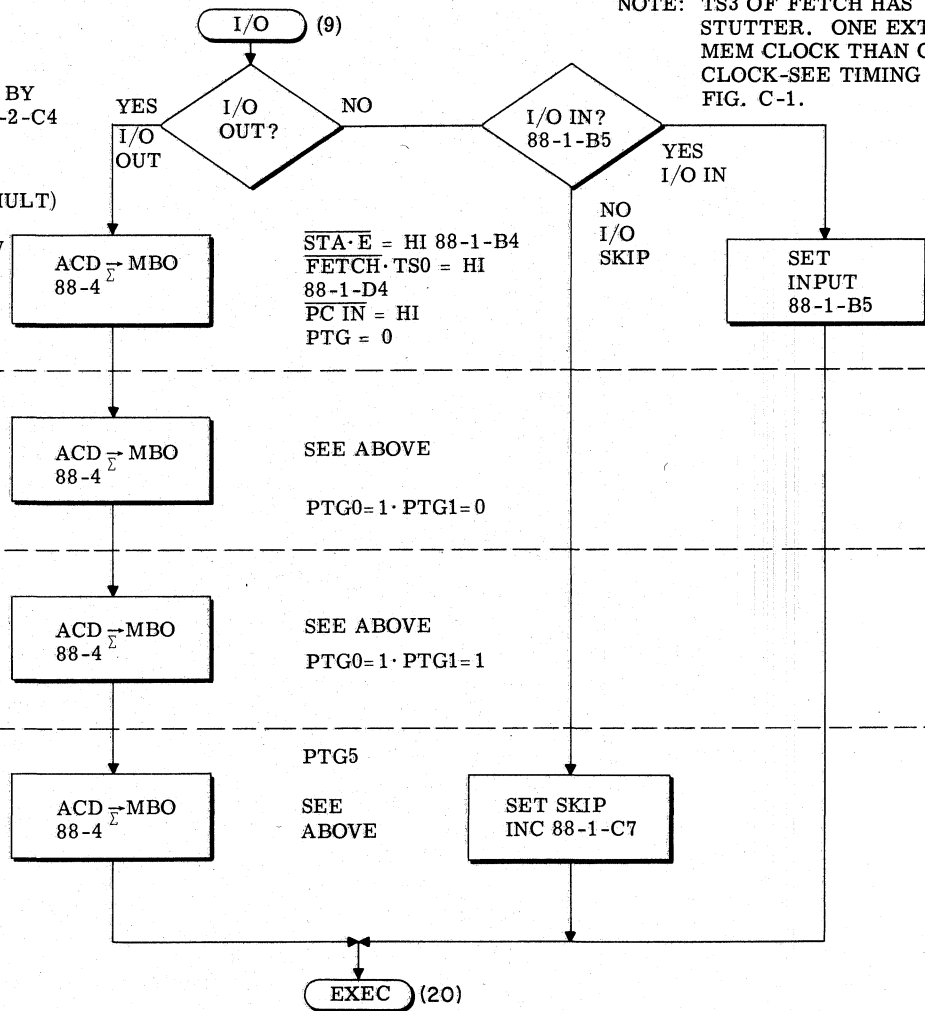 NOTE: TS3 OF FETCH HAS
STUTTER. ONE EXT
MEM CLOCK THAN
CLOCK-SEE TIMING
FIG. C-1.
I/O (9)
BY
-2-C4
YES
I/O
OUT
I/O
OUT?
NO
I/O IN?
88-1-B5
YES
I/O IN
NO
I/O
SKIP
MULT)
ACD →Σ MBO
88-4
STA·E = HI 88-1-B4
FETCH·TS0 = HI
88-1-D4
PC IN = HI
PTG = 0
SET
INPUT
88-1-B5
ACD →Σ MBO
88-4
SEE ABOVE
PTG0=1· PTG1=0
ACD →Σ MBO
88-4
SEE ABOVE
PTG0=1· PTG1=1
ACD →Σ MBO
88-4
PTG5
SEE
ABOVE
SET SKIP
INC 88-1-C7
EXEC (20)